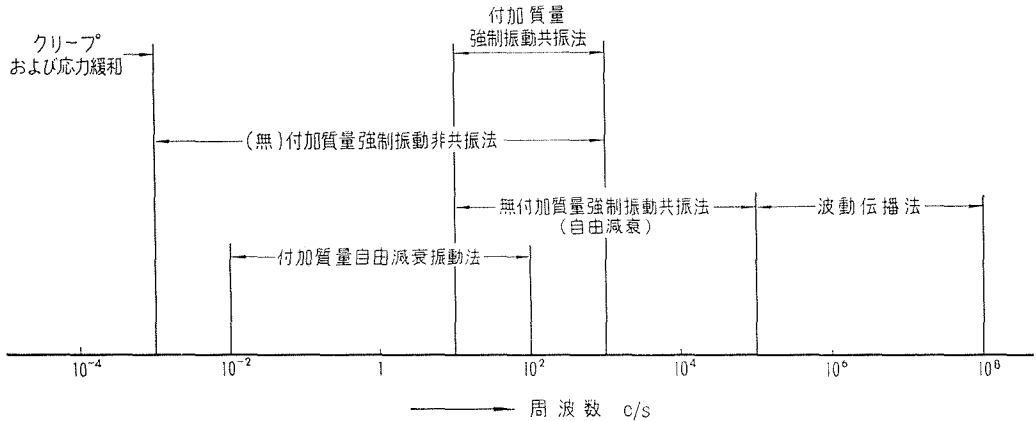 付加質量
強制振動共振法
クリープ
および応力緩和
(無)付加質量強制振動非共振法
無付加質量強制振動共振法
(自由減衰)
波動伝播法
付加質量自由減衰振動法
10⁻⁴ 10⁻² 1 10² 10⁴ 10⁶ 10⁸
周波数 c/s